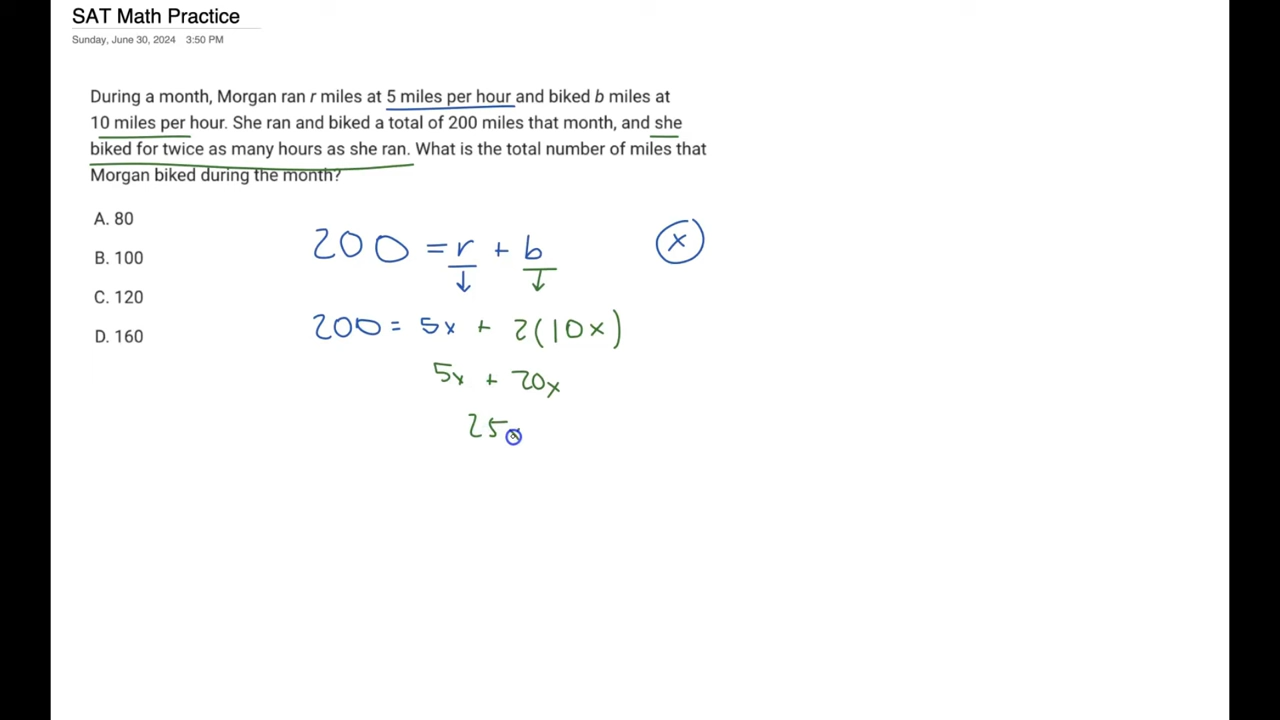 SAT Math Practice
Sunday, June 30, 2024 3:50 PM
During a month, Morgan ran r miles at 5 miles per hour and biked b miles at
10 miles per hour. She ran and biked a total of 200 miles that month, and she
biked for twice as many hours as she ran. What is the total number of miles that
Morgan biked during the month?
A. 80
B. 100
C. 120
D. 160
200 = r + b
x
200 = 5x + 2(10x)
5x + 20x
25x